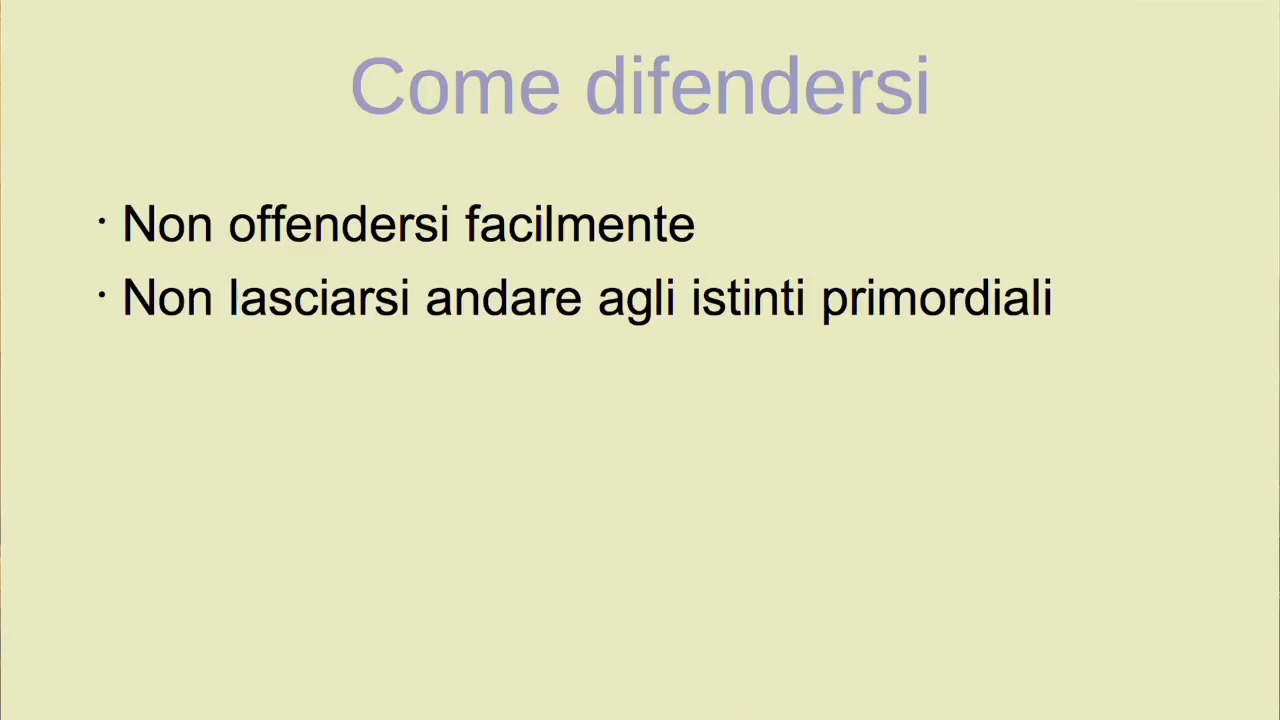 Come difendersi
· Non offendersi facilmente
· Non lasciarsi andare agli istinti primordiali